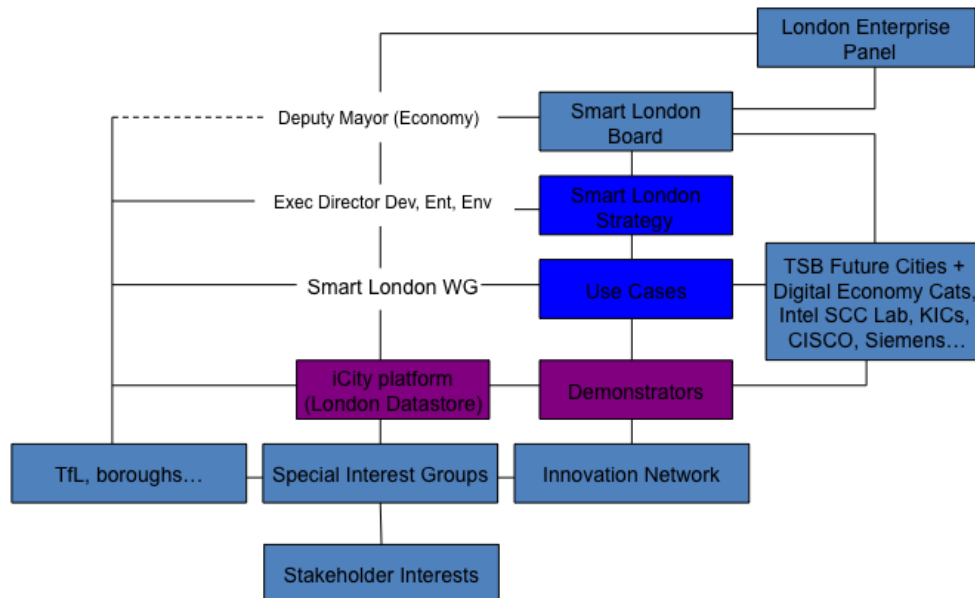 London Enterprise
Panel
Deputy Mayor (Economy)
Smart London
Board
Exec Director Dev, Ent, Env
Smart London
Strategy
Smart London WG
Use Cases
TSB Future Cities +
Digital Economy Cats,
Intel SCC Lab, KICs,
CISCO, Siemens…
iCity platform
(London Datastore)
Demonstrators
TfL, boroughs…
Special Interest Groups
Innovation Network
Stakeholder Interests